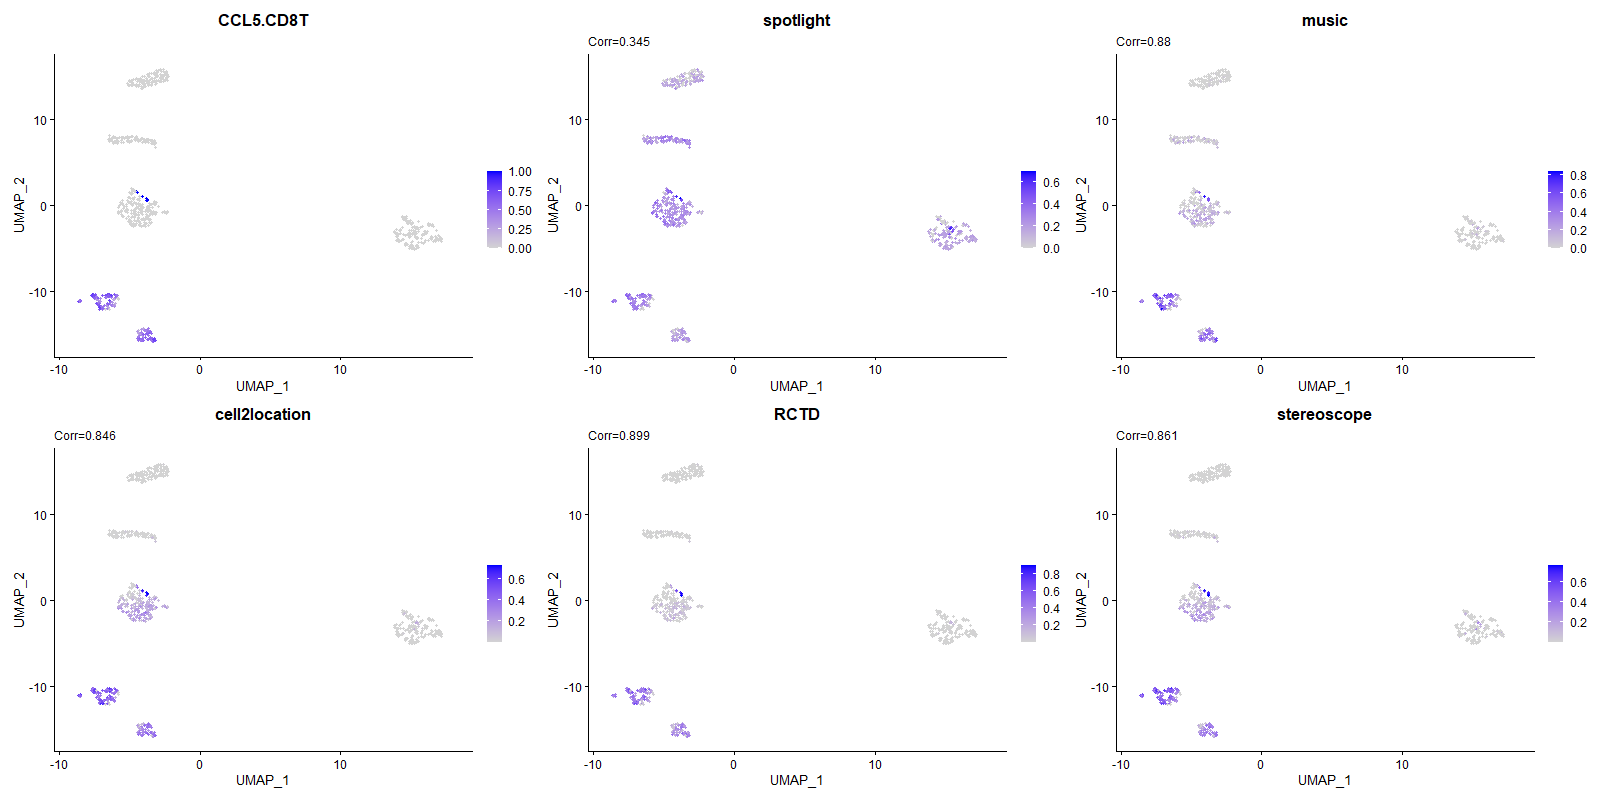 CCL5.CD8T
10
0
-10
UMAP_2
-10
0
10
UMAP_1
1.00
0.75
0.50
0.25
0.00
spotlight
Corr=0.345
10
0
-10
UMAP_2
-10
0
10
UMAP_1
0.6
0.4
0.2
0.0
music
Corr=0.88
10
0
-10
UMAP_2
-10
0
10
UMAP_1
0.8
0.6
0.4
0.2
0.0
cell2location
Corr=0.846
10
0
-10
UMAP_2
-10
0
10
UMAP_1
0.6
0.4
0.2
RCTD
Corr=0.899
10
0
-10
UMAP_2
-10
0
10
UMAP_1
0.8
0.6
0.4
0.2
stereoscope
Corr=0.861
10
0
-10
UMAP_2
-10
0
10
UMAP_1
0.6
0.4
0.2